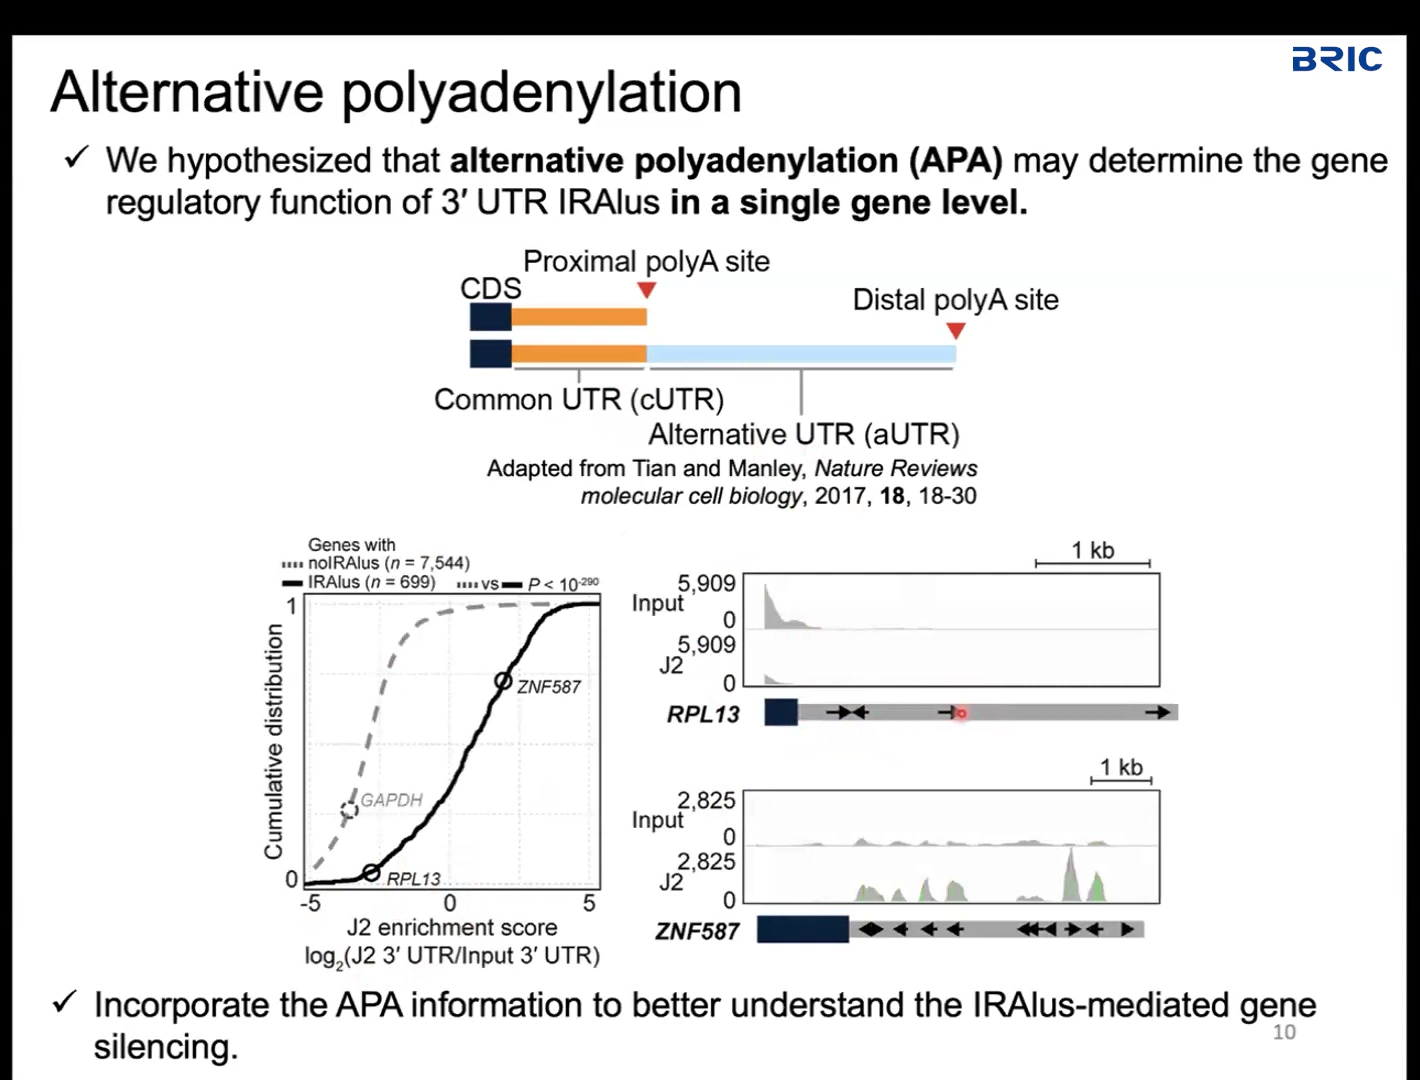 BRIC
Alternative polyadenylation
✓ We hypothesized that alternative polyadenylation (APA) may determine the gene
regulatory function of 3′ UTR IRAlus in a single gene level.
Proximal polyA site
CDS
Distal polyA site
Common UTR (cUTR)
Alternative UTR (aUTR)
Adapted from Tian and Manley, Nature Reviews
molecular cell biology, 2017, 18, 18-30
Genes with
noIRAlus (n = 7,544)
IRAlus (n = 699) vs P < 10-290
1
Cumulative distribution
0
ZNF587
GAPDH
RPL13
-5 0 5
J2 enrichment score
log2(J2 3′ UTR/Input 3′ UTR)
1 kb
5,909
Input
0
5,909
J2
0
RPL13
1 kb
2,825
Input
0
2,825
J2
0
ZNF587
✓ Incorporate the APA information to better understand the IRAlus-mediated gene
silencing.
10